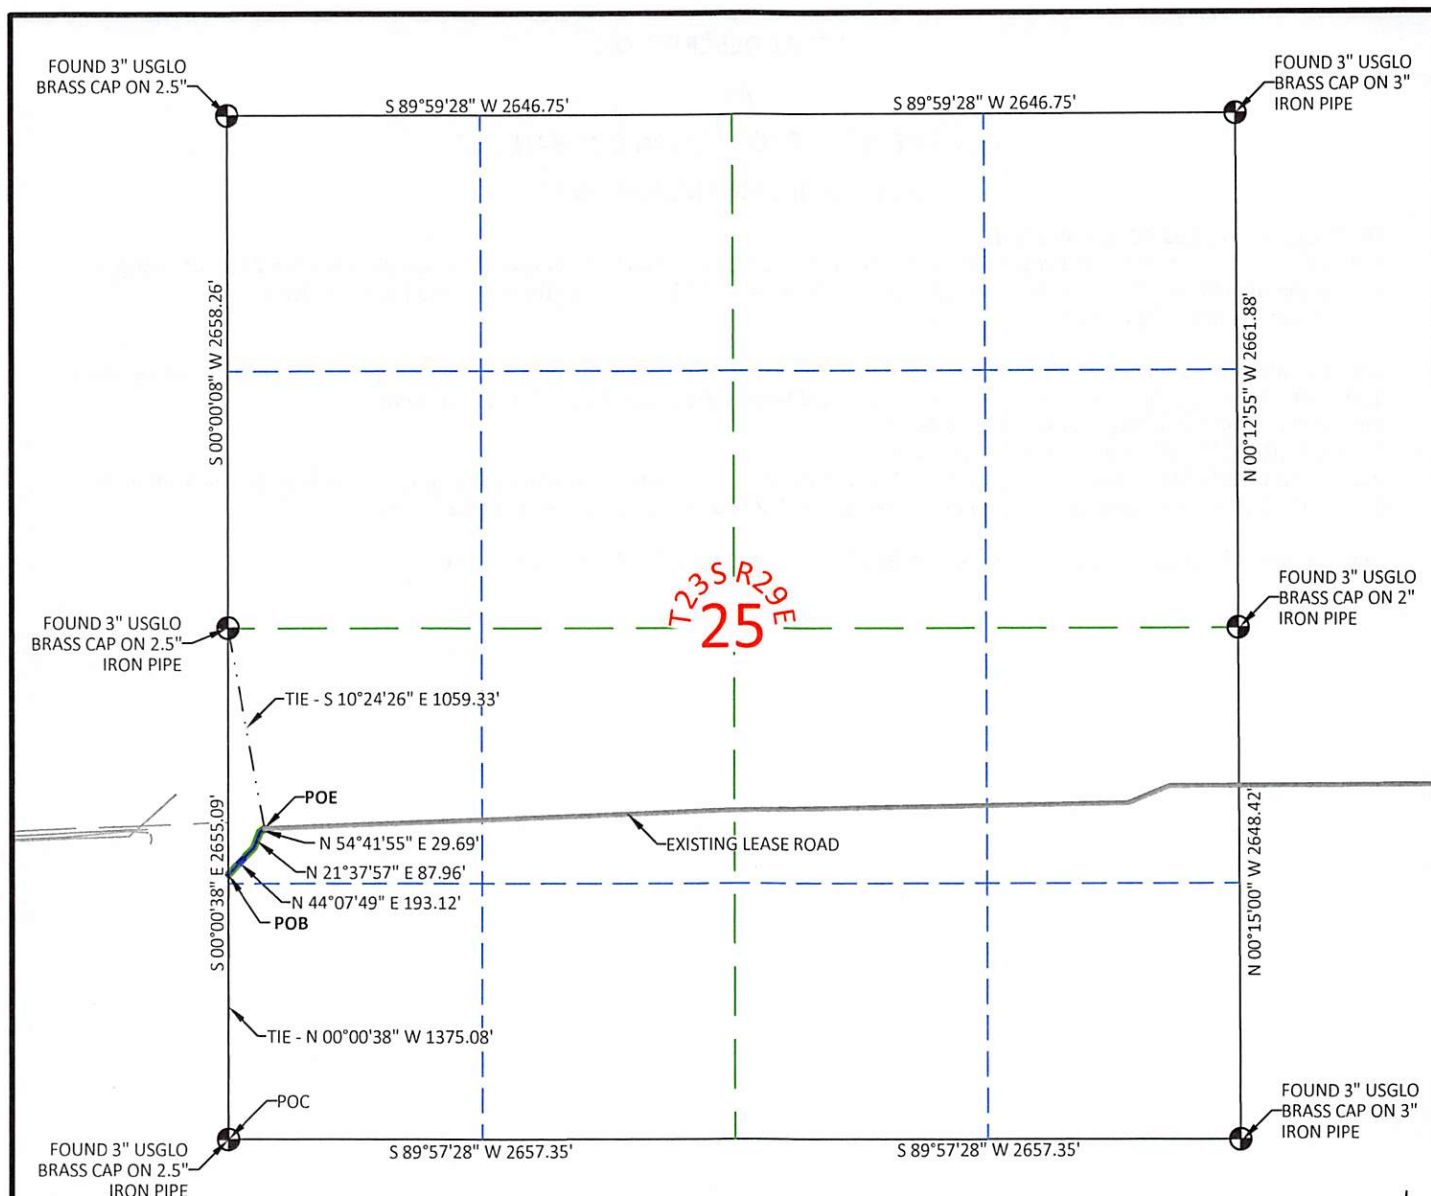 FOUND 3" USGLO
BRASS CAP ON 2.5"
S 89°59'28" W 2646.75'
S 89°59'28" W 2646.75'
FOUND 3" USGLO
BRASS CAP ON 3"
IRON PIPE
S 00°00'08" W 2658.26'
N 00°12'55" W 2661.88'
T23S R29E
25
FOUND 3" USGLO
BRASS CAP ON 2.5"
IRON PIPE
FOUND 3" USGLO
BRASS CAP ON 2"
IRON PIPE
TIE - S 10°24'26" E 1059.33'
POE
N 54°41'55" E 29.69'
EXISTING LEASE ROAD
N 21°37'57" E 87.96'
N 44°07'49" E 193.12'
POB
S 00°00'38" E 2655.09'
N 00°15'00" W 2648.42'
TIE - N 00°00'38" W 1375.08'
POC
FOUND 3" USGLO
BRASS CAP ON 2.5"
IRON PIPE
S 89°57'28" W 2657.35'
S 89°57'28" W 2657.35'
FOUND 3" USGLO
BRASS CAP ON 3"
IRON PIPE